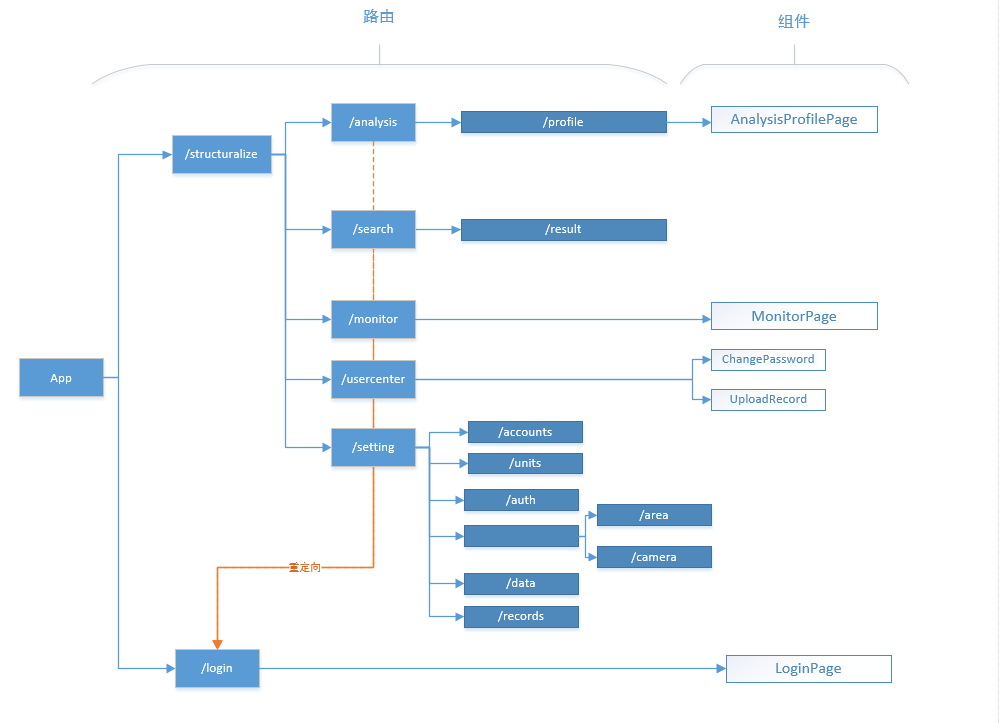 路由
组件
/analysis
/profile
AnalysisProfilePage
/structuralize
/search
/result
/monitor
MonitorPage
App
/usercenter
ChangePassword
UploadRecord
/setting
/accounts
/units
/auth
/area
/camera
/data
/records
重定向
/login
LoginPage